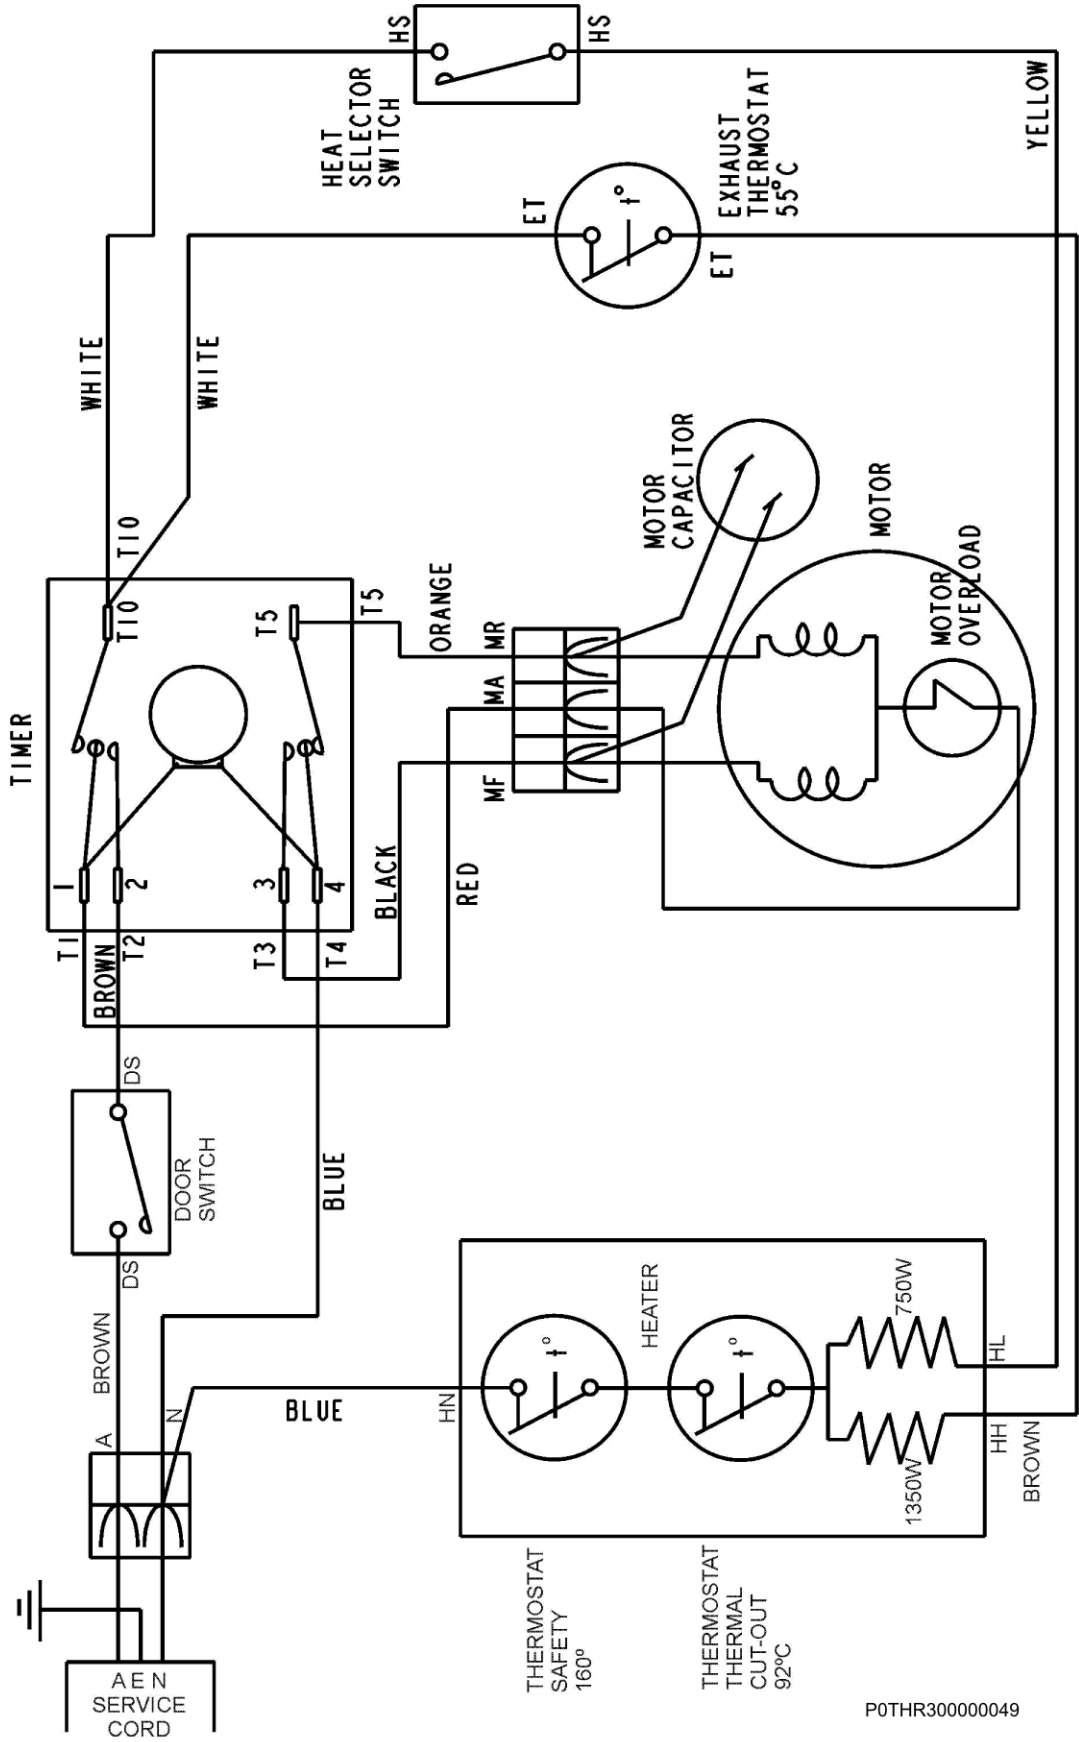 HS
HS
HEAT
SELECTOR
SWITCH
YELLOW
EXHAUST
THERMOSTAT
55°C
ET
ET
t°
WHITE
WHITE
T10
T10
TIMER
T5
T5
ORANGE
MR
MA
MF
MOTOR
CAPACITOR
MOTOR
MOTOR
OVERLOAD
1
2
3
4
T1
T2
T3
T4
BROWN
BLACK
RED
DS
DOOR
SWITCH
DS
BLUE
BROWN
A
N
BLUE
HN
HEATER
t°
t°
750W
1350W
HL
HH
BROWN
THERMOSTAT
SAFETY
160º
THERMOSTAT
THERMAL
CUT-OUT
92ºC
A E N
SERVICE
CORD
P0THR300000049